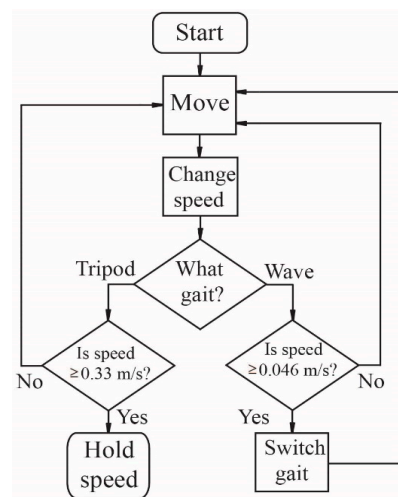 Start
Move
Change
speed
Tripod
What
gait?
Wave
Is speed
≥0.33 m/s?
Is speed
≥0.046 m/s?
No
No
Yes
Yes
Hold
speed
Switch
gait